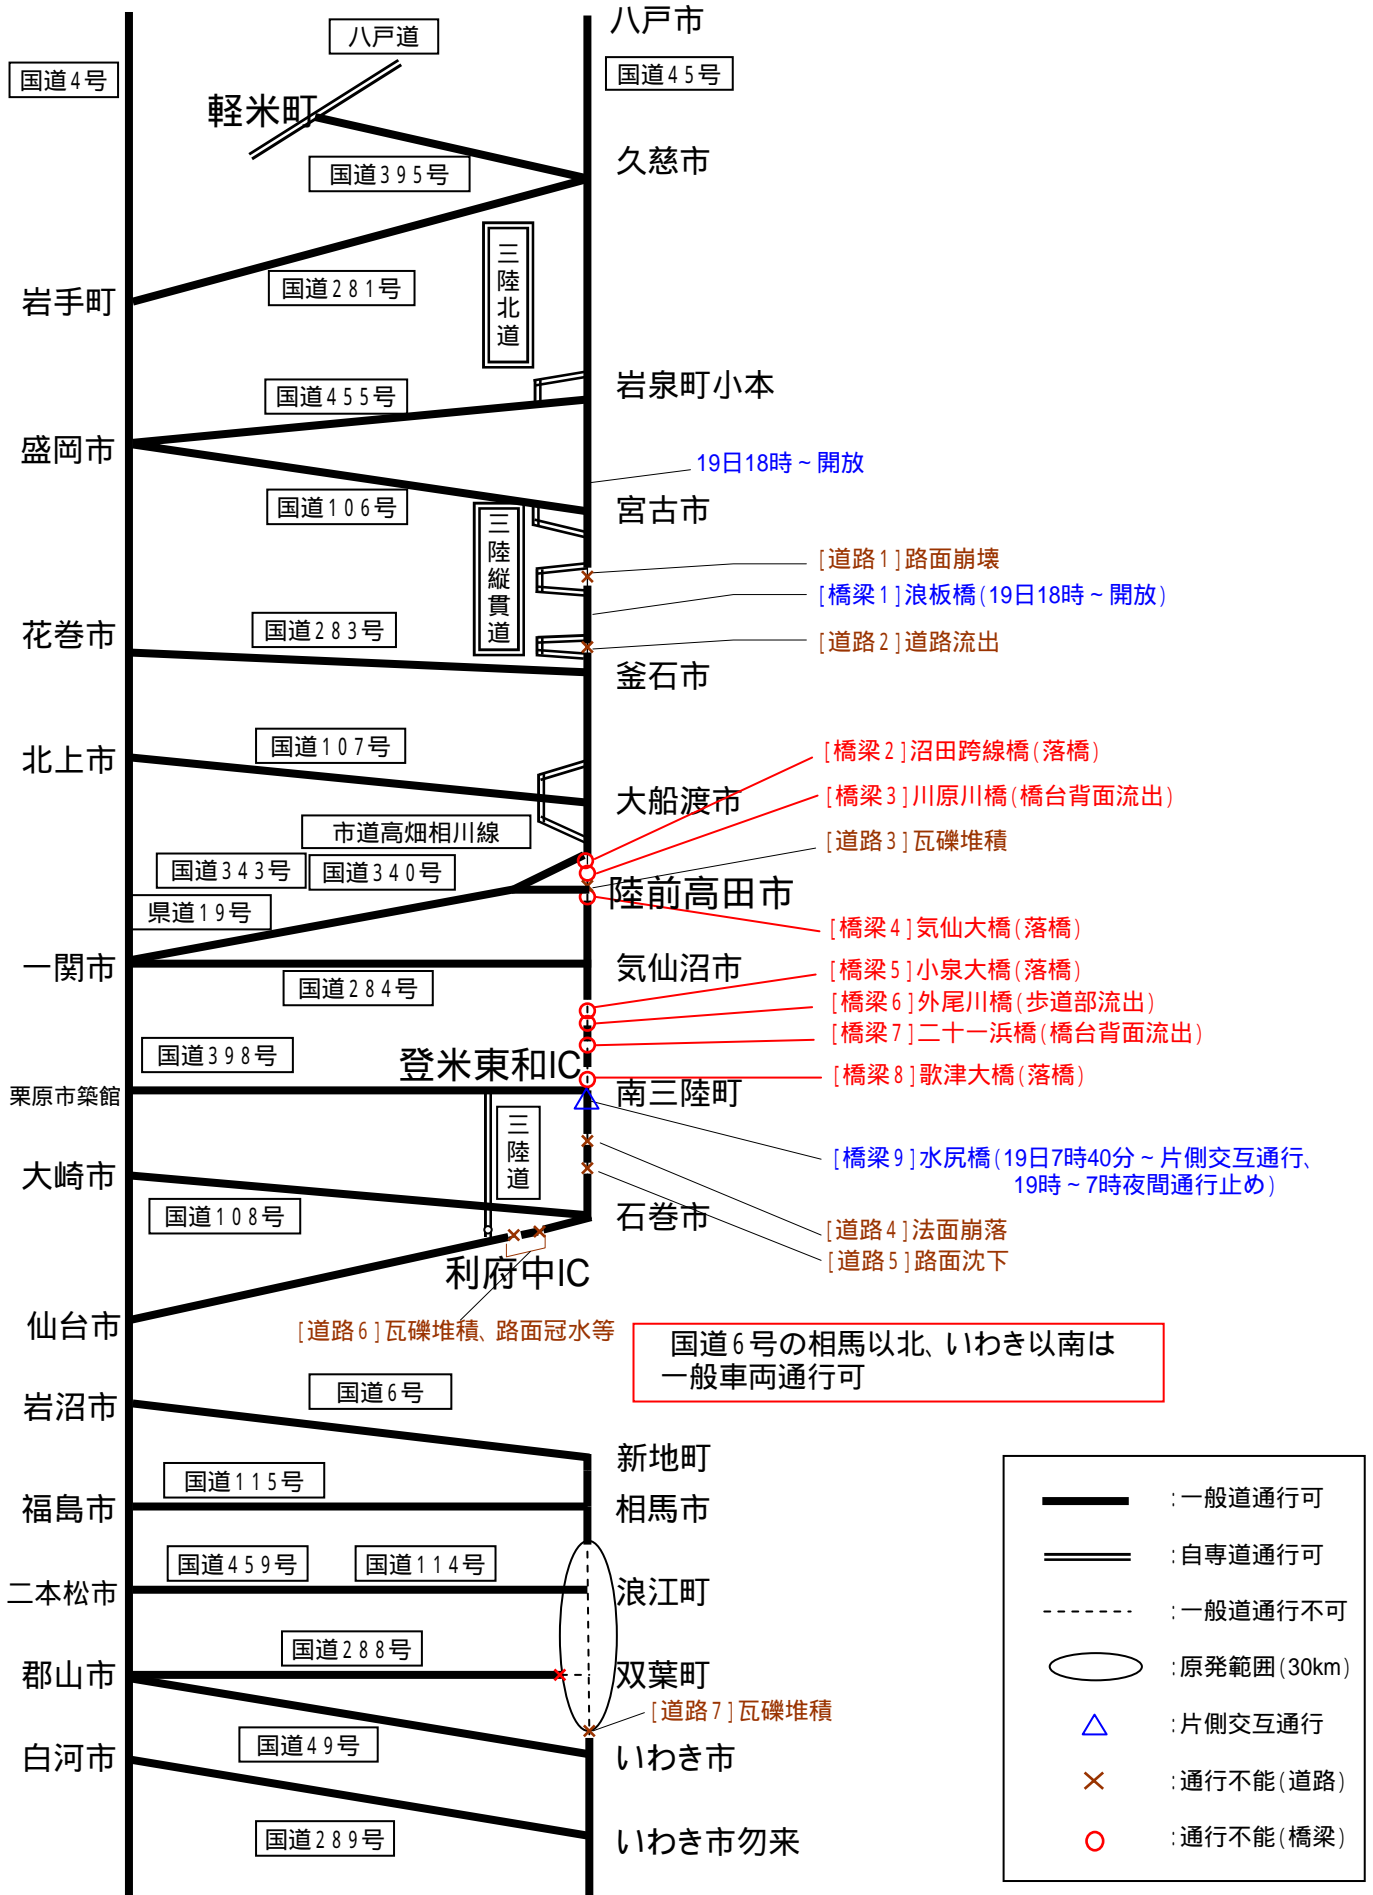 八戸市
八戸道
国道4号
国道45号
軽米町
久慈市
国道395号
三陸北道
国道281号
岩手町
岩泉町小本
国道455号
盛岡市
19日18時~開放
国道106号
宮古市
三陸縦貫道
[道路1]路面崩壊
[橋梁1]浪板橋(19日18時~開放)
花巻市
国道283号
[道路2]道路流出
釜石市
国道107号
北上市
[橋梁2]沼田跨線橋(落橋)
大船渡市
[橋梁3]川原川橋(橋台背面流出)
市道高畑相川線
[道路3]瓦礫堆積
国道343号
国道340号
陸前高田市
県道19号
[橋梁4]気仙大橋(落橋)
一関市
気仙沼市
[橋梁5]小泉大橋(落橋)
国道284号
[橋梁6]外尾川橋(歩道部流出)
[橋梁7]二十一浜橋(橋台背面流出)
国道398号
登米東和IC
[橋梁8]歌津大橋(落橋)
栗原市築館
南三陸町
三陸道
[橋梁9]水尻橋(19日7時40分~片側交互通行、
19時~7時夜間通行止め)
大崎市
国道108号
石巻市
[道路4]法面崩落
[道路5]路面沈下
利府中IC
仙台市
[道路6]瓦礫堆積、路面冠水等
国道6号の相馬以北、いわき以南は
一般車両通行可
国道6号
岩沼市
新地町
国道115号
福島市
相馬市
国道459号
国道114号
二本松市
浪江町
国道288号
郡山市
双葉町
[道路7]瓦礫堆積
国道49号
白河市
いわき市
国道289号
いわき市勿来
:一般道通行可
:自専道通行可
:一般道通行不可
:原発範囲(30km)
:片側交互通行
:通行不能(道路)
:通行不能(橋梁)